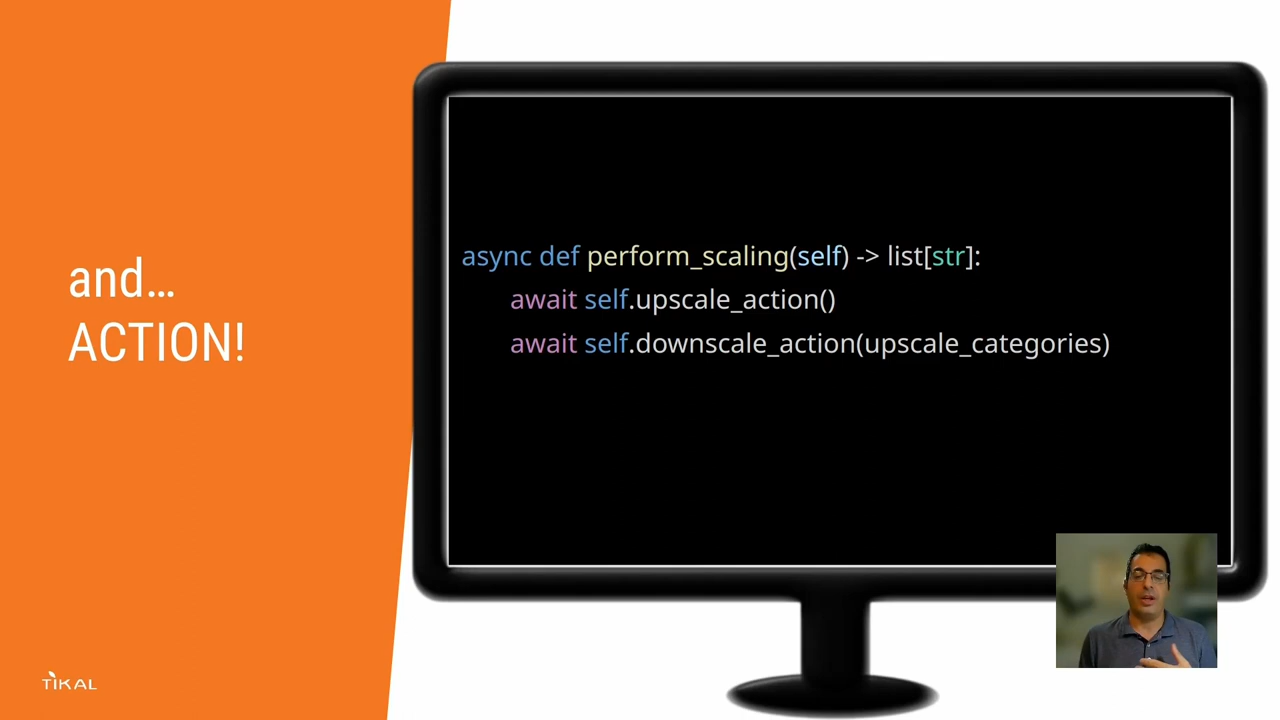 and…
ACTION!
async def perform_scaling(self) -> list[str]:
await self.upscale_action()
await self.downscale_action(upscale_categories)
TIKAL